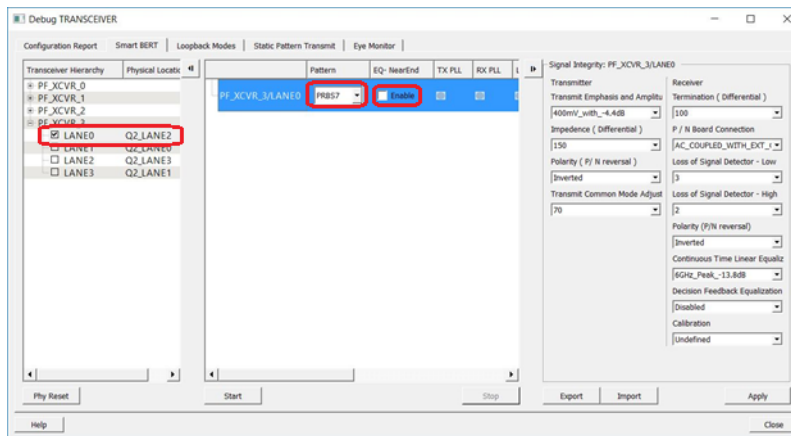 Debug TRANSCEIVER
Configuration Report Smart BERT Loopback Modes Static Pattern Transmit Eye Monitor
Transceiver Hierarchy Physical Locatic
PF_XCVR_0
PF_XCVR_1
PF_XCVR_2
PF_XCVR_3
LANE0 Q2_LANE2
LANE1 Q2_LANE0
LANE2 Q2_LANE3
LANE3 Q2_LANE1
Phy Reset
Pattern EQ- NearEnd TX PLL RX PLL L
PF_XCVR_3/LANE0 PRBS7 Enable
Start Stop
Signal Integrity: PF_XCVR_3/LANE0
Transmitter
Transmit Emphasis and Amplitu
400mV_with_-4.4dB
Impedence ( Differential )
150
Polarity ( P/ N reversal )
Inverted
Transmit Common Mode Adjust
70
Receiver
Termination ( Differential )
100
P / N Board Connection
AC_COUPLED_WITH_EXT_
Loss of Signal Detector - Low
3
Loss of Signal Detector - High
2
Polarity (P/N reversal)
Inverted
Continuous Time Linear Equaliz
6GHz_Peak_-13.8dB
Decision Feedback Equalization
Disabled
Calibration
Undefined
Export Import Apply
Help Close